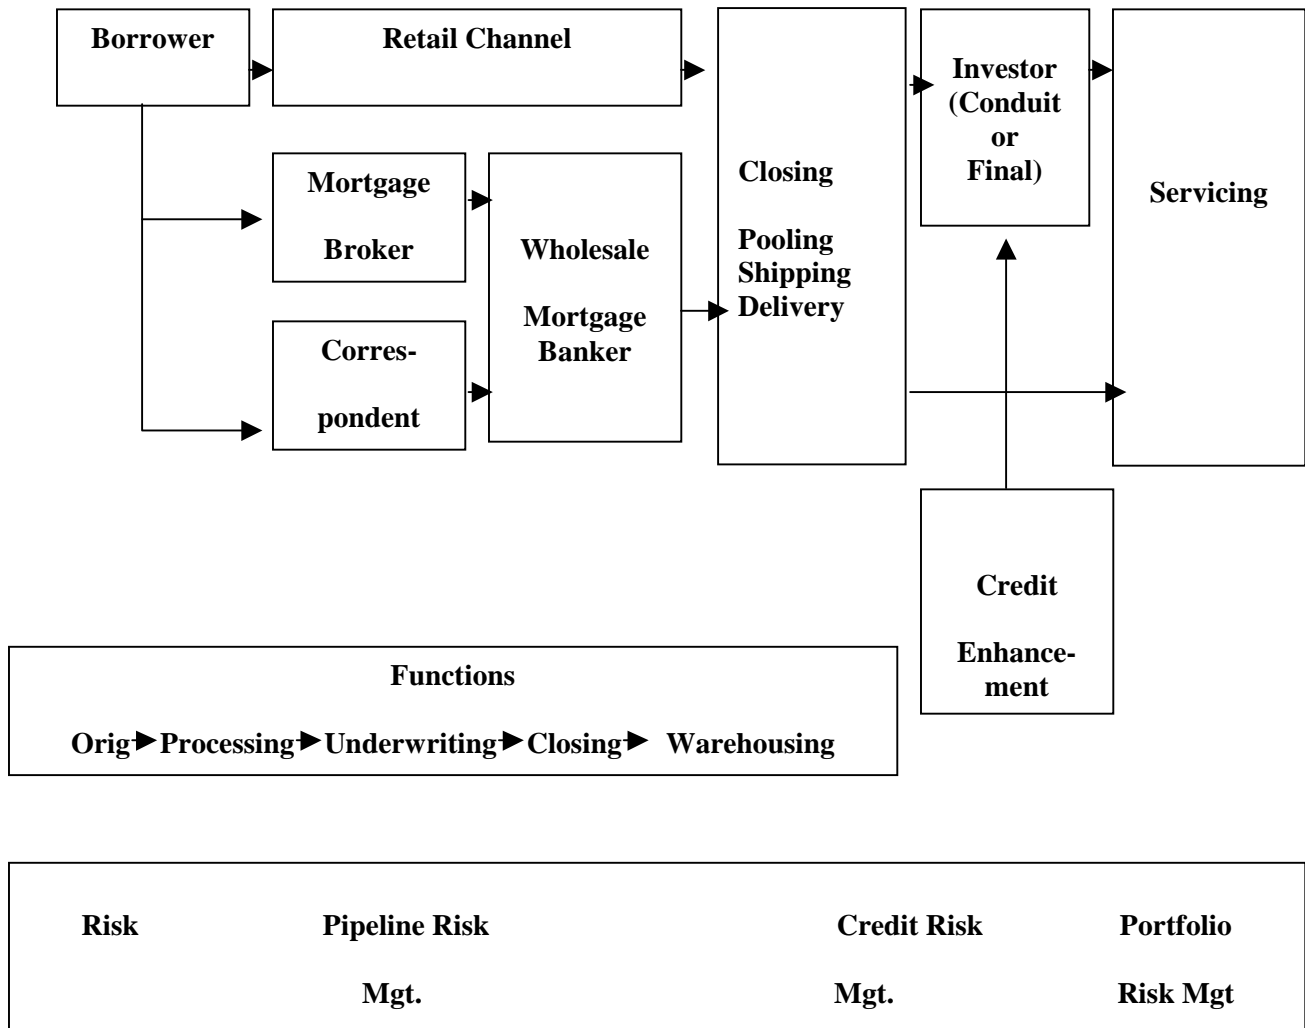 Borrower
Retail Channel
Investor
(Conduit
or
Final)
Mortgage
Broker
Wholesale
Mortgage
Banker
Corres-
pondent
Closing
Pooling
Shipping
Delivery
Servicing
Credit
Enhance-
ment
Functions
Orig Processing Underwriting Closing Warehousing
Risk Pipeline Risk Credit Risk Portfolio
Mgt. Mgt. Risk Mgt